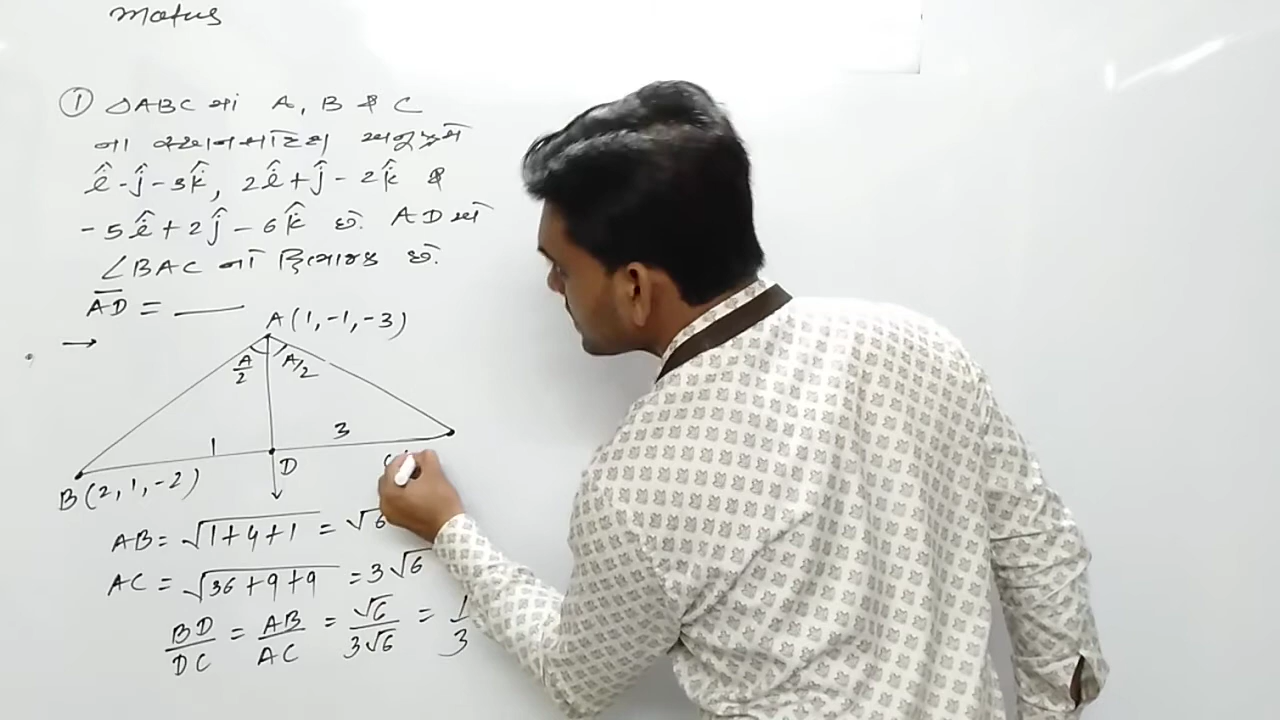 ① △ABC માં A, B અને C
ના સ્થાનસદિશ અનુક્રમે
î-ĵ-3k̂, 2î+ĵ-2k̂ અને
-5î+2ĵ-6k̂ છે. AD એ
∠BAC નો દ્વિભાજક છે.
A̅D̅ = ____
→
A(1,-1,-3)
A/2 A/2
1 3
D
B(2,1,-2)
AB = √(1+4+1) = √6
AC = √(36+9+9) = 3√6
BD/DC = AB/AC = √6/3√6 = 1/3